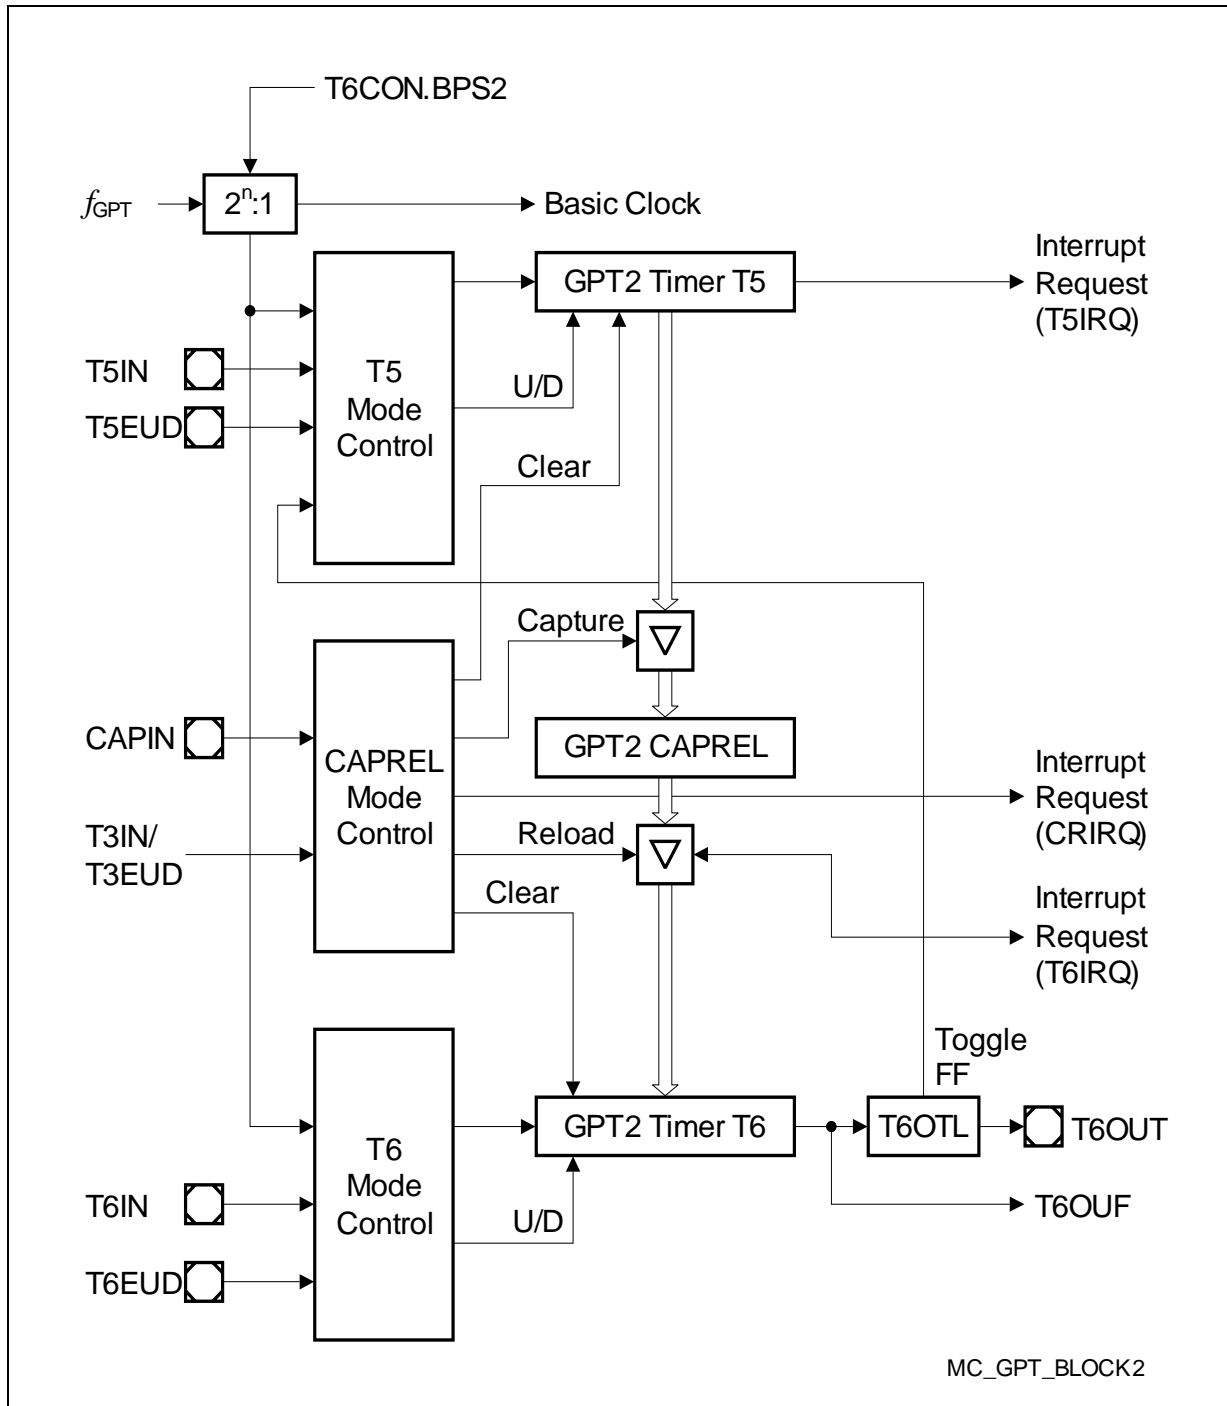 T6CON.BPS2
fGPT
2n:1
Basic Clock
Interrupt
Request
(T5IRQ)
GPT2 Timer T5
T5IN
T5EUD
T5
Mode
Control
U/D
Clear
Capture
CAPIN
T3IN/
T3EUD
CAPREL
Mode
Control
GPT2 CAPREL
Interrupt
Request
(CRIRQ)
Reload
Clear
Interrupt
Request
(T6IRQ)
Toggle
FF
GPT2 Timer T6
T6OTL
T6OUT
T6
Mode
Control
T6IN
T6EUD
U/D
T6OUF
MC_GPT_BLOCK2